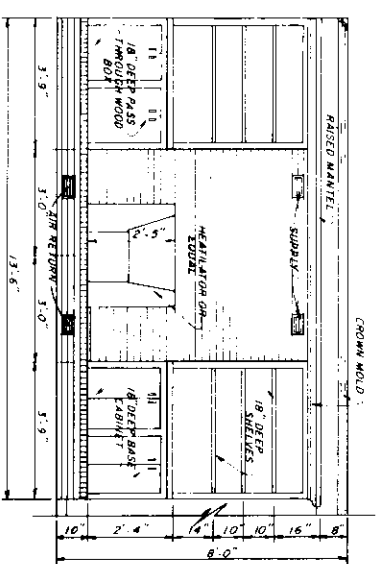 CROWN MOLD
RAISED MANTEL
SUPPLY
18" DEEP
SHELVES
HEATILATOR OR
EQUAL
2'-5"
18" DEEP PASS
THROUGH WOOD
BOX
18" DEEP BASE
CABINET
AIR RETURN
3'-9"
3'-0"
3'-0"
3'-9"
13'-6"
10"
2'-4"
14"
10"
10"
16"
8"
8'-0"